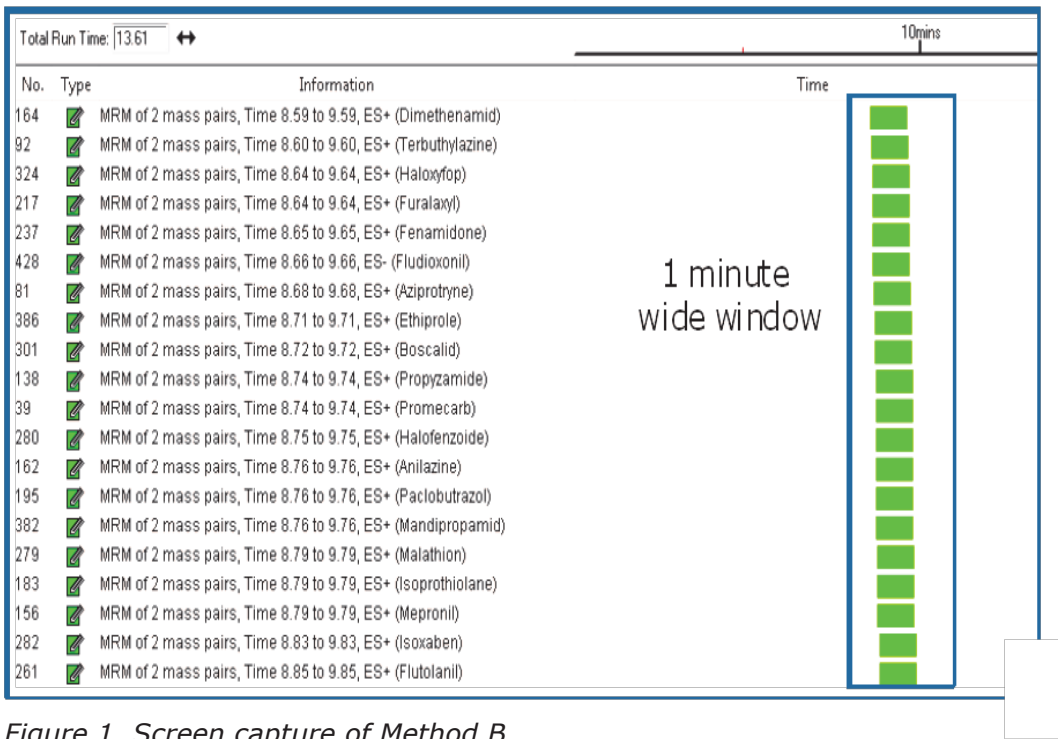 Total Run Time: 13.61
10mins
No. Type Information Time
164 MRM of 2 mass pairs, Time 8.59 to 9.59, ES+ (Dimethenamid)
92 MRM of 2 mass pairs, Time 8.60 to 9.60, ES+ (Terbuthylazine)
324 MRM of 2 mass pairs, Time 8.64 to 9.64, ES+ (Haloxyfop)
217 MRM of 2 mass pairs, Time 8.64 to 9.64, ES+ (Furalaxyl)
237 MRM of 2 mass pairs, Time 8.65 to 9.65, ES+ (Fenamidone)
428 MRM of 2 mass pairs, Time 8.66 to 9.66, ES- (Fludioxonil)
81 MRM of 2 mass pairs, Time 8.68 to 9.68, ES+ (Aziprotryne)
386 MRM of 2 mass pairs, Time 8.71 to 9.71, ES+ (Ethiprole)
301 MRM of 2 mass pairs, Time 8.72 to 9.72, ES+ (Boscalid)
138 MRM of 2 mass pairs, Time 8.74 to 9.74, ES+ (Propyzamide)
39 MRM of 2 mass pairs, Time 8.74 to 9.74, ES+ (Promecarb)
280 MRM of 2 mass pairs, Time 8.75 to 9.75, ES+ (Halofenzoide)
162 MRM of 2 mass pairs, Time 8.76 to 9.76, ES+ (Anilazine)
195 MRM of 2 mass pairs, Time 8.76 to 9.76, ES+ (Paclobutrazol)
382 MRM of 2 mass pairs, Time 8.76 to 9.76, ES+ (Mandipropamid)
279 MRM of 2 mass pairs, Time 8.79 to 9.79, ES+ (Malathion)
183 MRM of 2 mass pairs, Time 8.79 to 9.79, ES+ (Isoprothiolane)
156 MRM of 2 mass pairs, Time 8.79 to 9.79, ES+ (Mepronil)
282 MRM of 2 mass pairs, Time 8.83 to 9.83, ES+ (Isoxaben)
261 MRM of 2 mass pairs, Time 8.85 to 9.85, ES+ (Flutolanil)
1 minute
wide window
Figure 1. Screen capture of Method B